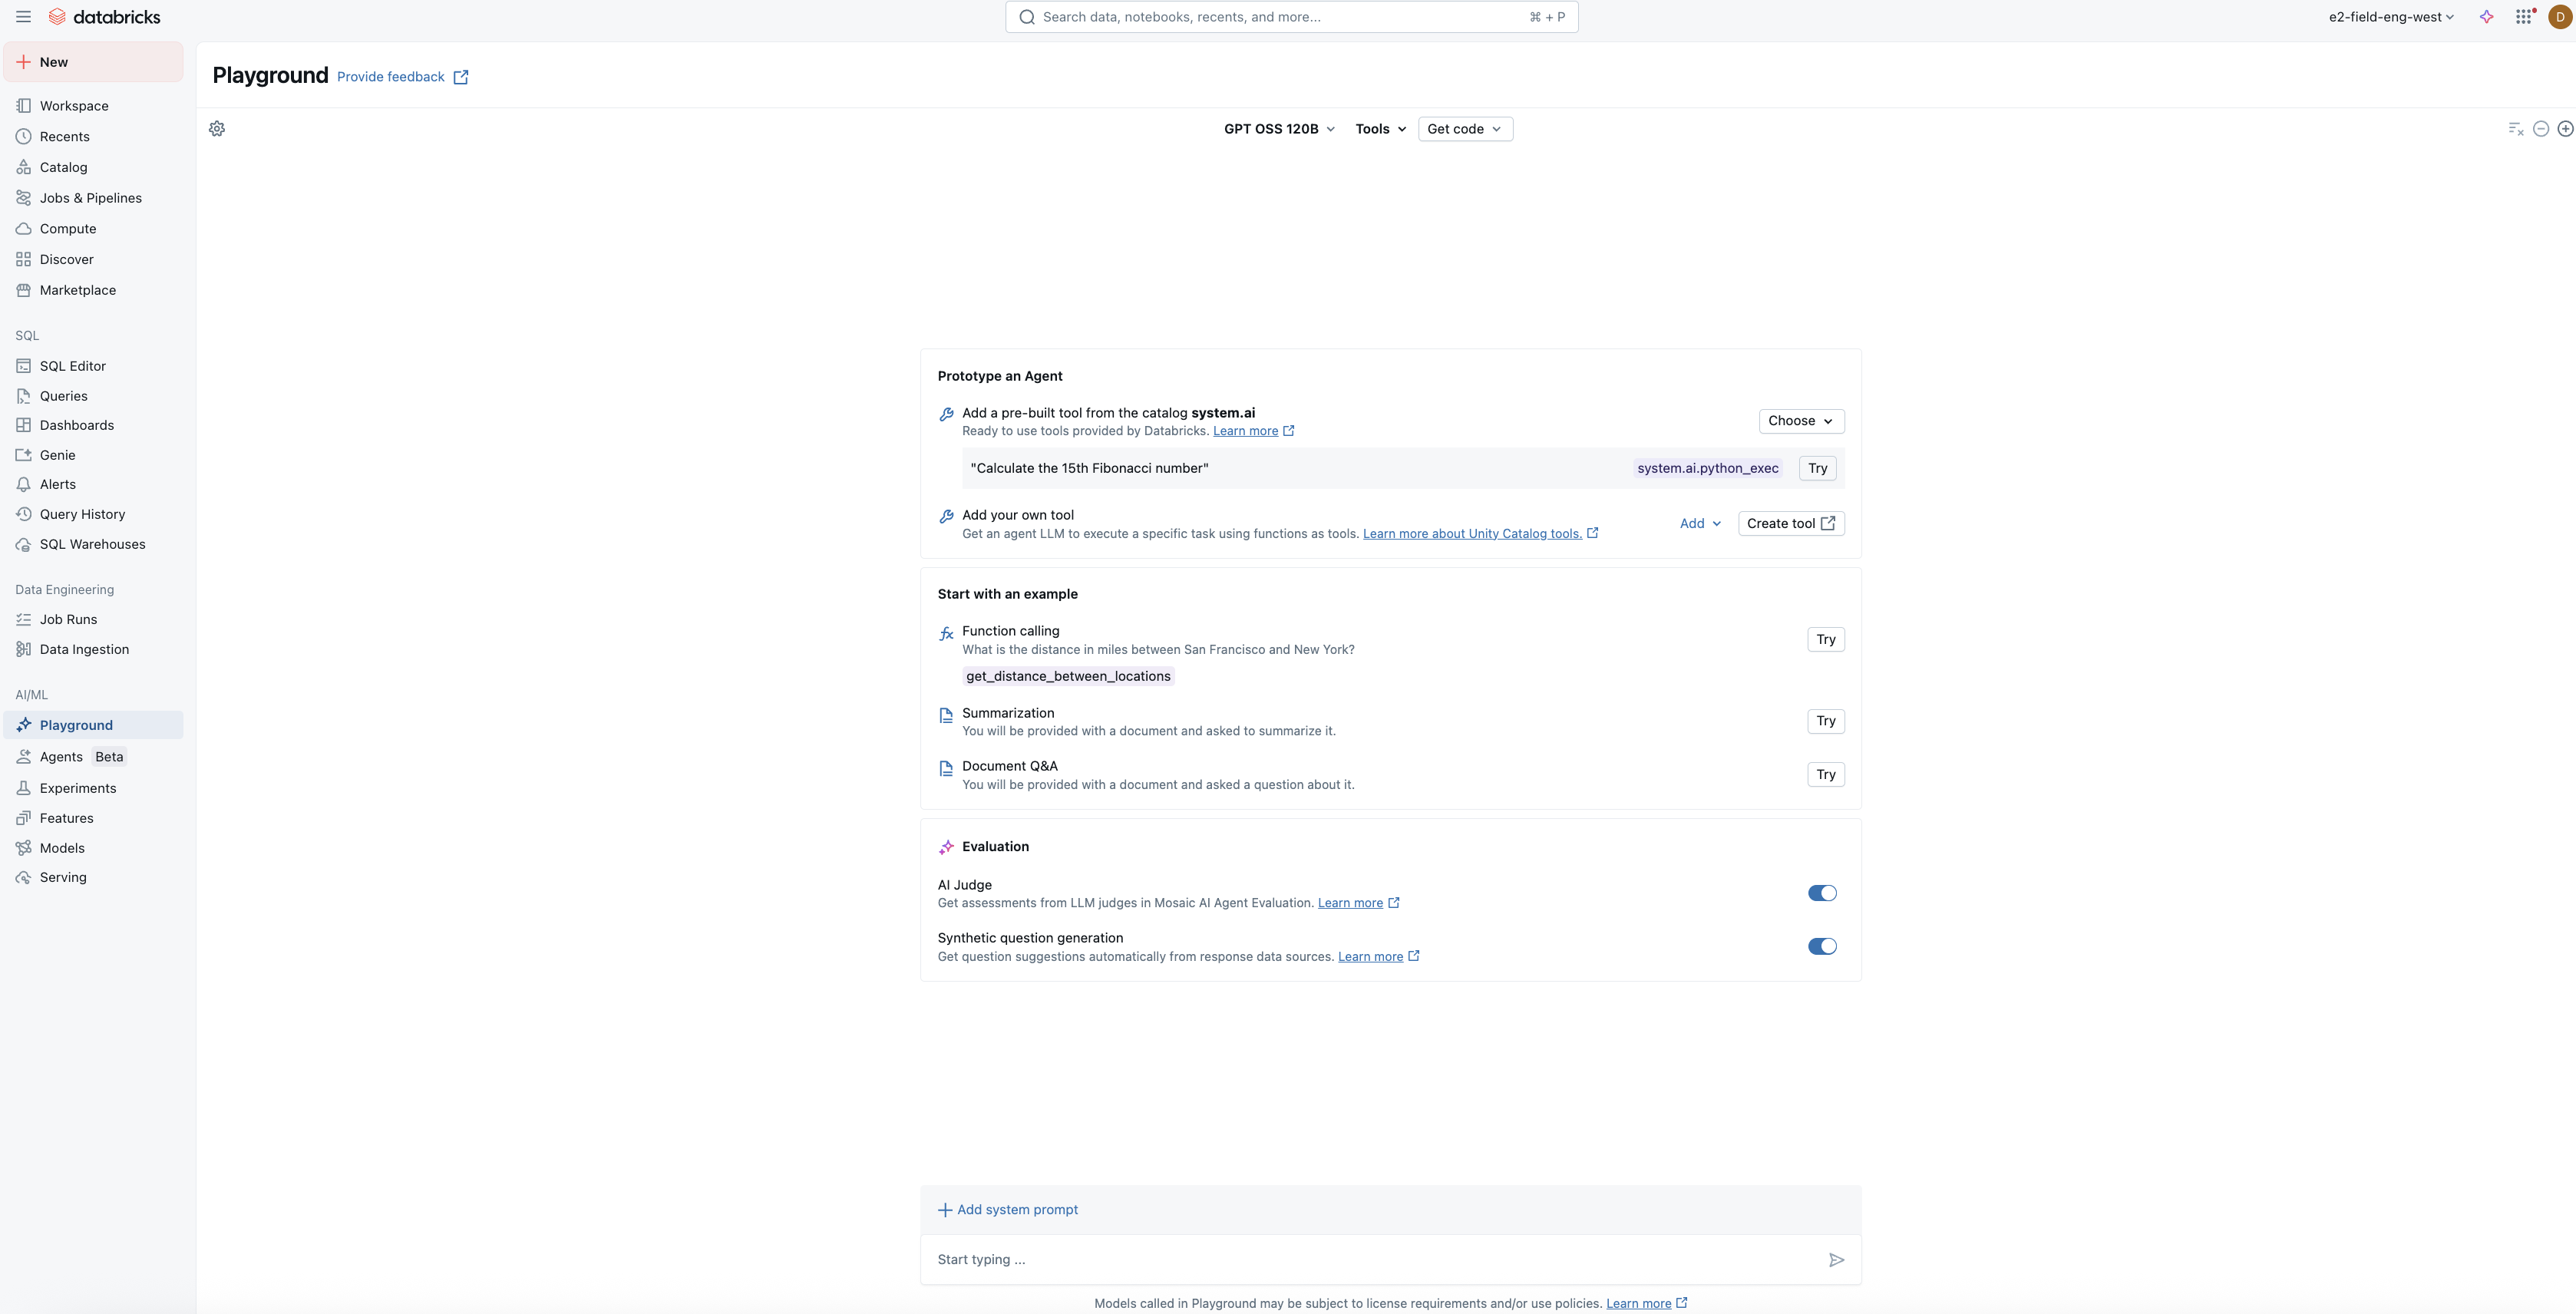 databricks
Search data, notebooks, recents, and more...
⌘ + P
e2-field-eng-west
D
New
Workspace
Recents
Catalog
Jobs & Pipelines
Compute
Discover
Marketplace
SQL
SQL Editor
Queries
Dashboards
Genie
Alerts
Query History
SQL Warehouses
Data Engineering
Job Runs
Data Ingestion
AI/ML
Playground
Agents Beta
Experiments
Features
Models
Serving
Playground Provide feedback
GPT OSS 120B Tools Get code
Prototype an Agent
Add a pre-built tool from the catalog system.ai
Ready to use tools provided by Databricks. Learn more
Choose
"Calculate the 15th Fibonacci number" system.ai.python_exec Try
Add your own tool
Get an agent LLM to execute a specific task using functions as tools. Learn more about Unity Catalog tools.
Add Create tool
Start with an example
Function calling
What is the distance in miles between San Francisco and New York?
get_distance_between_locations
Try
Summarization
You will be provided with a document and asked to summarize it.
Try
Document Q&A
You will be provided with a document and asked a question about it.
Try
Evaluation
AI Judge
Get assessments from LLM judges in Mosaic AI Agent Evaluation. Learn more
Synthetic question generation
Get question suggestions automatically from response data sources. Learn more
Add system prompt
Start typing ...
Models called in Playground may be subject to license requirements and/or use policies. Learn more